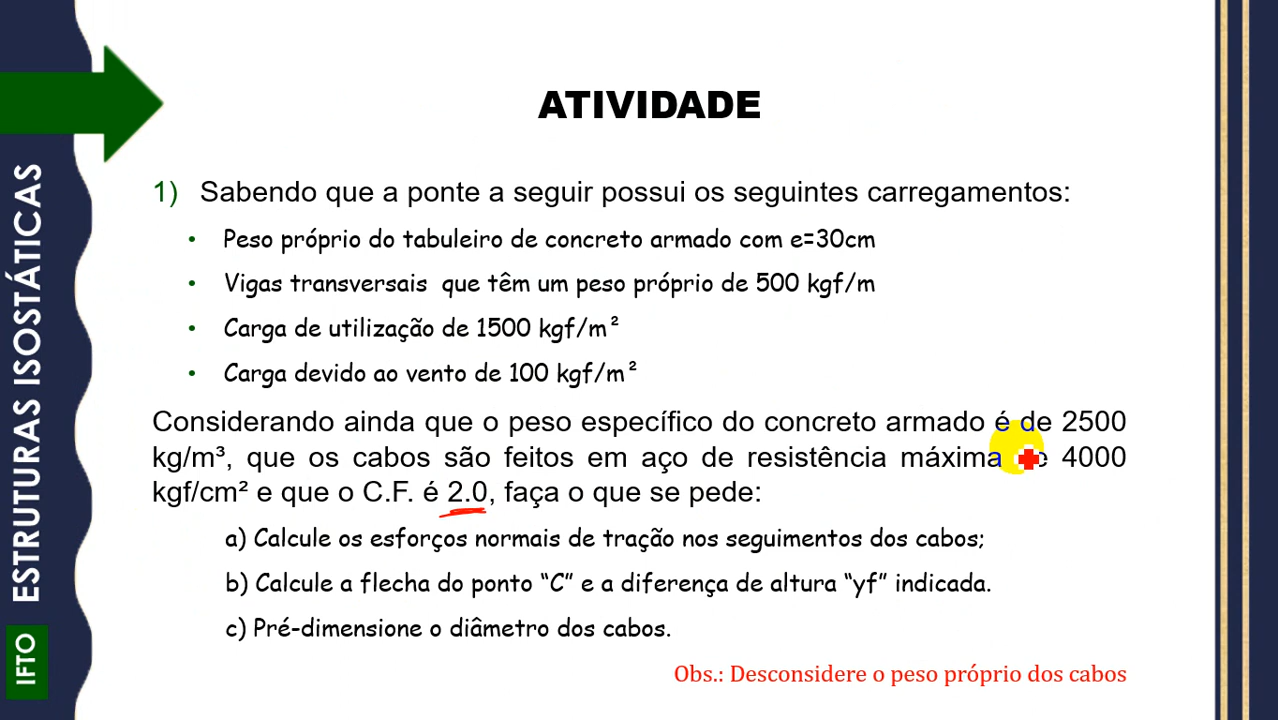 ATIVIDADE
1) Sabendo que a ponte a seguir possui os seguintes carregamentos:
• Peso próprio do tabuleiro de concreto armado com e=30cm
• Vigas transversais que têm um peso próprio de 500 kgf/m
• Carga de utilização de 1500 kgf/m²
• Carga devido ao vento de 100 kgf/m²
Considerando ainda que o peso específico do concreto armado é de 2500
kg/m³, que os cabos são feitos em aço de resistência máxima de 4000
kgf/cm² e que o C.F. é 2.0, faça o que se pede:
a) Calcule os esforços normais de tração nos seguimentos dos cabos;
b) Calcule a flecha do ponto “C” e a diferença de altura “yf” indicada.
c) Pré-dimensione o diâmetro dos cabos.
Obs.: Desconsidere o peso próprio dos cabos
ESTRUTURAS ISOSTÁTICAS
IFTO